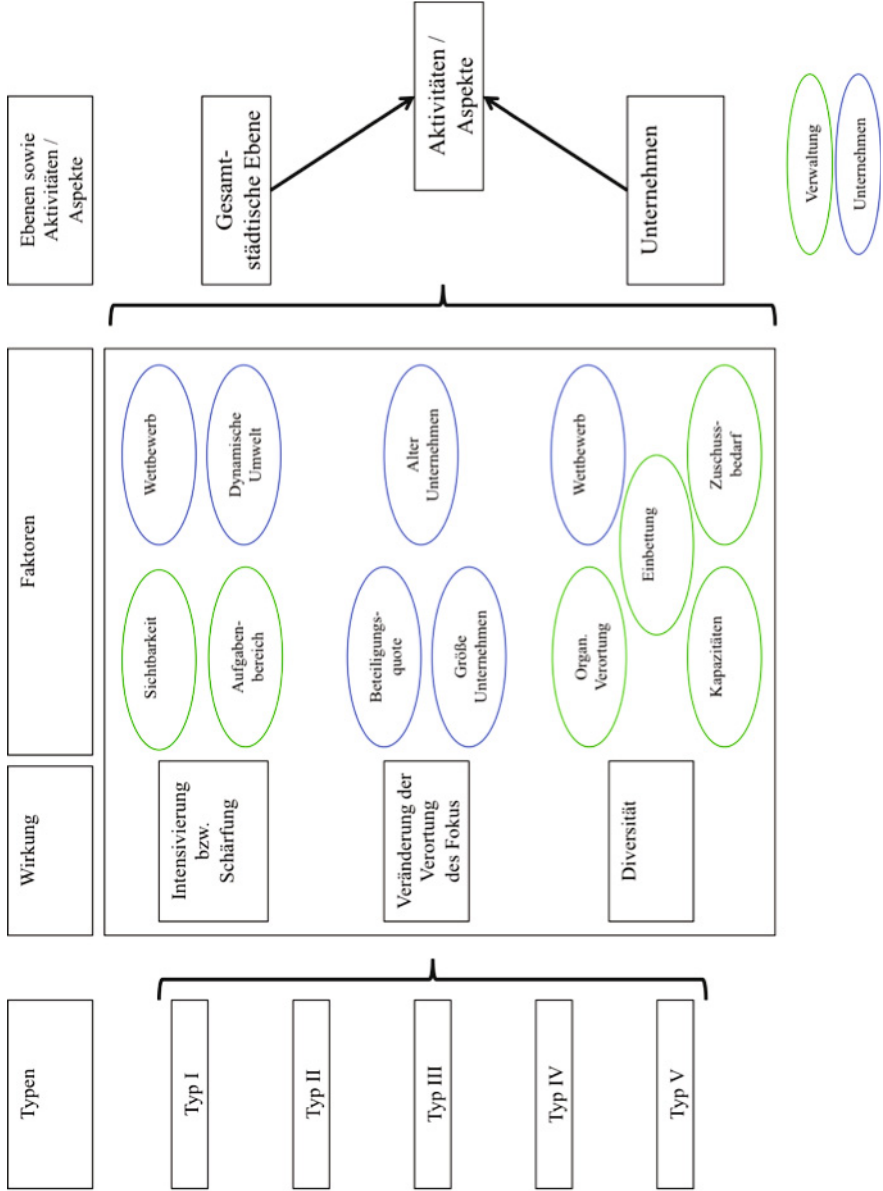 Typen
Wirkung
Faktoren
Ebenen sowie
Aktivitäten /
Aspekte
Typ I
Typ II
Typ III
Typ IV
Typ V
Intensivierung
bzw.
Schärfung
Sichtbarkeit
Wettbewerb
Aufgaben-
bereich
Dynamische
Umwelt
Veränderung der
Verortung
des Fokus
Beteiligungs-
quote
Größe
Unternehmen
Alter
Unternehmen
Diversität
Organ.
Verortung
Wettbewerb
Einbettung
Kapazitäten
Zuschuss-
bedarf
Gesamt-
städtische Ebene
Aktivitäten /
Aspekte
Unternehmen
Verwaltung
Unternehmen